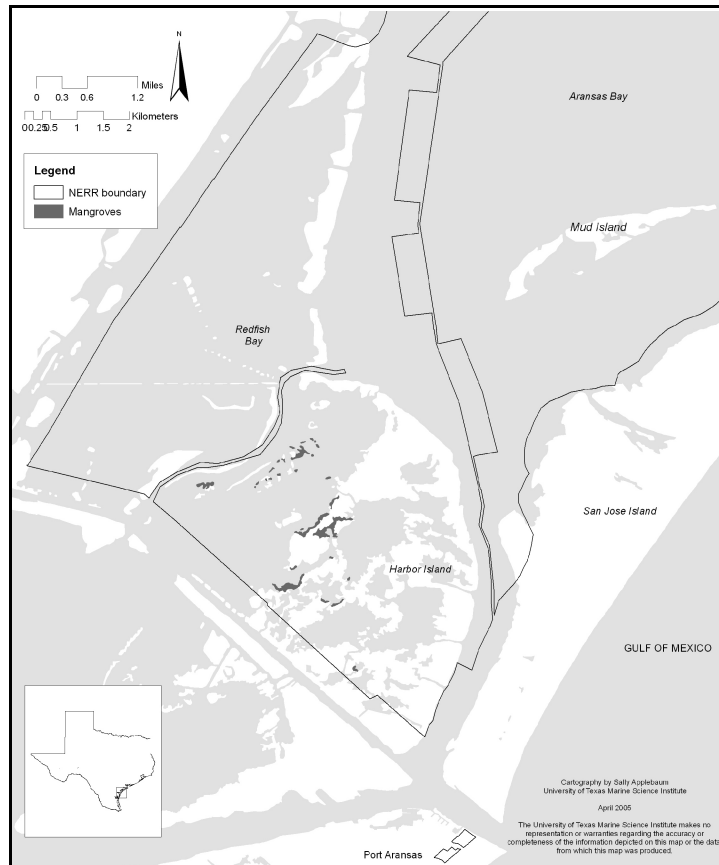 N
Miles
0 0.3 0.6 1.2
Kilometers
0 0.25 0.5 1 1.5 2
Legend
NERR boundary
Mangroves
Aransas Bay
Mud Island
Redfish
Bay
San Jose Island
Harbor Island
GULF OF MEXICO
Cartography by Sally Applebaum
University of Texas Marine Science Institute
April 2005
The University of Texas Marine Science Institute makes no
representation or warranties regarding the accuracy or
completeness of the information depicted on this map or the data
from which this map was produced.
Port Aransas